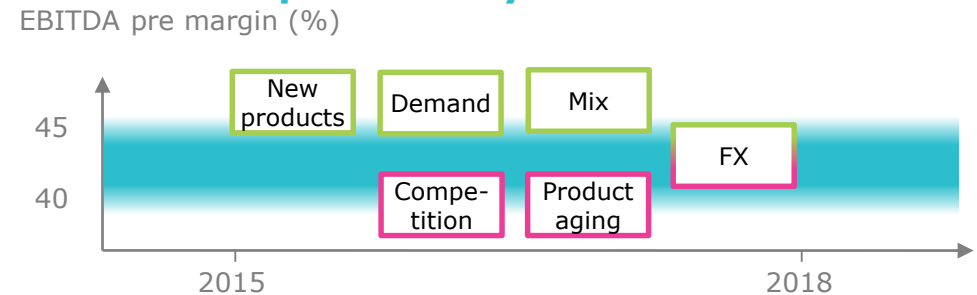 EBITDA pre margin (%)
New
products
Demand
Mix
45
FX
40
Compe-
tition
Product
aging
2015
2018